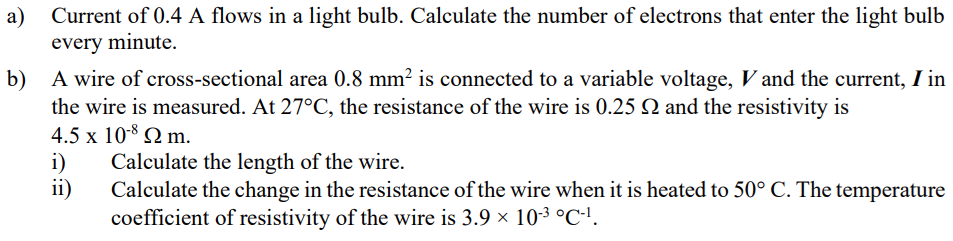 a) Current of 0.4 A flows in a light bulb. Calculate the number of electrons that enter the light bulb
every minute.
b) A wire of cross-sectional area 0.8 mm² is connected to a variable voltage, V and the current, I in
the wire is measured. At 27°C, the resistance of the wire is 0.25 Ω and the resistivity is
4.5 x 10⁻⁸ Ω m.
i) Calculate the length of the wire.
ii) Calculate the change in the resistance of the wire when it is heated to 50° C. The temperature
coefficient of resistivity of the wire is 3.9 × 10⁻³ °C⁻¹.